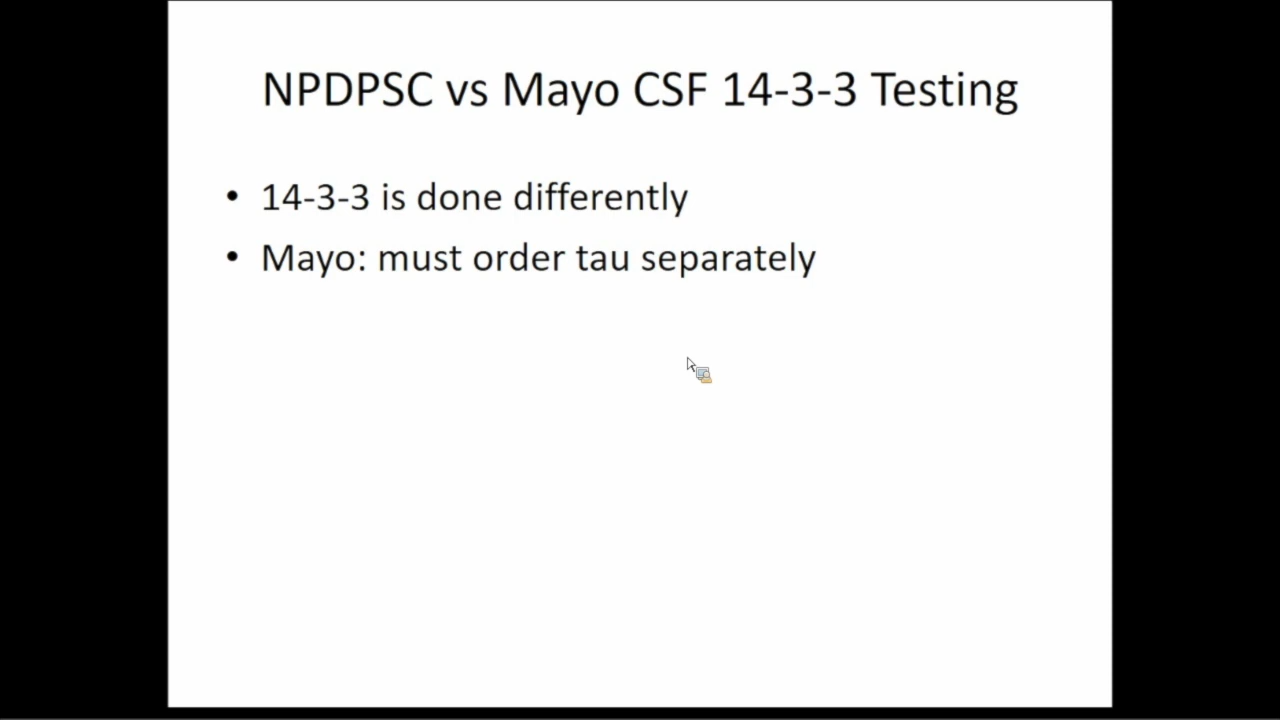 NPDPSC vs Mayo CSF 14-3-3 Testing
• 14-3-3 is done differently
• Mayo: must order tau separately